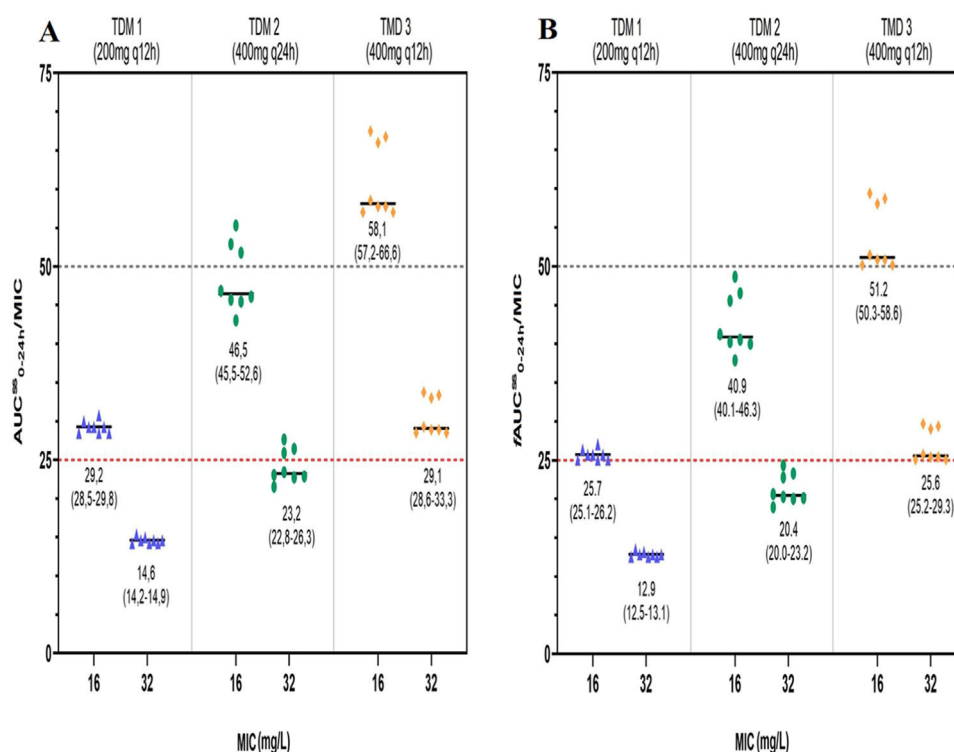 A
TDM 1
(200mg q12h)
TDM 2
(400mg q24h)
TMD 3
(400mg q12h)
AUCˢˢ₀₋₂₄ₕ/MIC
75
50
25
0
58,1
(57,2-66,6)
46,5
(45,5-52,6)
29,2
(28,5-29,8)
23,2
(22,8-26,3)
29,1
(28,6-33,3)
14,6
(14,2-14,9)
16 32 16 32 16 32
MIC (mg/L)
B
TDM 1
(200mg q12h)
TDM 2
(400mg q24h)
TMD 3
(400mg q12h)
fAUCˢˢ₀₋₂₄ₕ/MIC
75
50
25
0
51.2
(50.3-58.6)
40.9
(40.1-46.3)
25.7
(25.1-26.2)
20.4
(20.0-23.2)
25.6
(25.2-29.3)
12.9
(12.5-13.1)
16 32 16 32 16 32
MIC (mg/L)